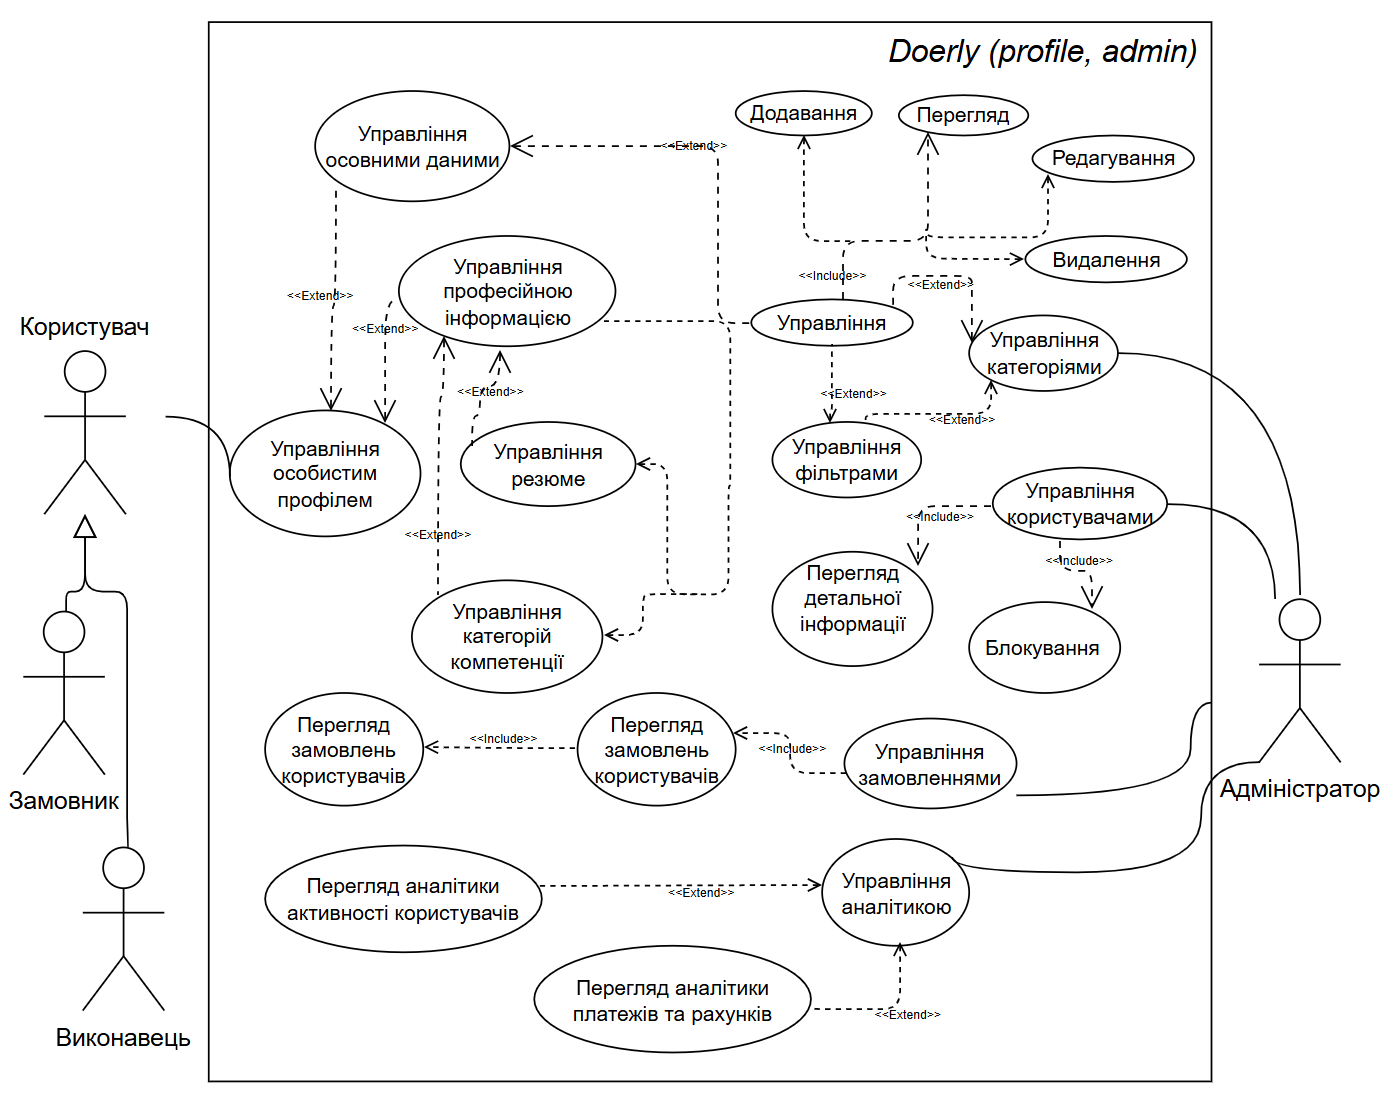 Doerly (profile, admin)
Додавання
Перегляд
Управління
осовними даними
<<Extend>>
Редагування
Видалення
Управління
професійною
інформацією
<<Include>>
<<Extend>>
<<Extend>>
Користувач
<<Extend>>
Управління
Управління
категоріями
<<Extend>>
<<Extend>>
<<Extend>>
Управління
особистим
профілем
Управління
резюме
Управління
фільтрами
Управління
користувачами
<<Include>>
<<Extend>>
<<Include>>
Перегляд
детальної
інформації
Управління
категорій
компетенції
Блокування
Перегляд
замовлень
користувачів
<<Include>>
Перегляд
замовлень
користувачів
<<Include>>
Управління
замовленнями
Замовник
Адміністратор
Перегляд аналітики
активності користувачів
<<Extend>>
Управління
аналітикою
Перегляд аналітики
платежів та рахунків
<<Extend>>
Виконавець